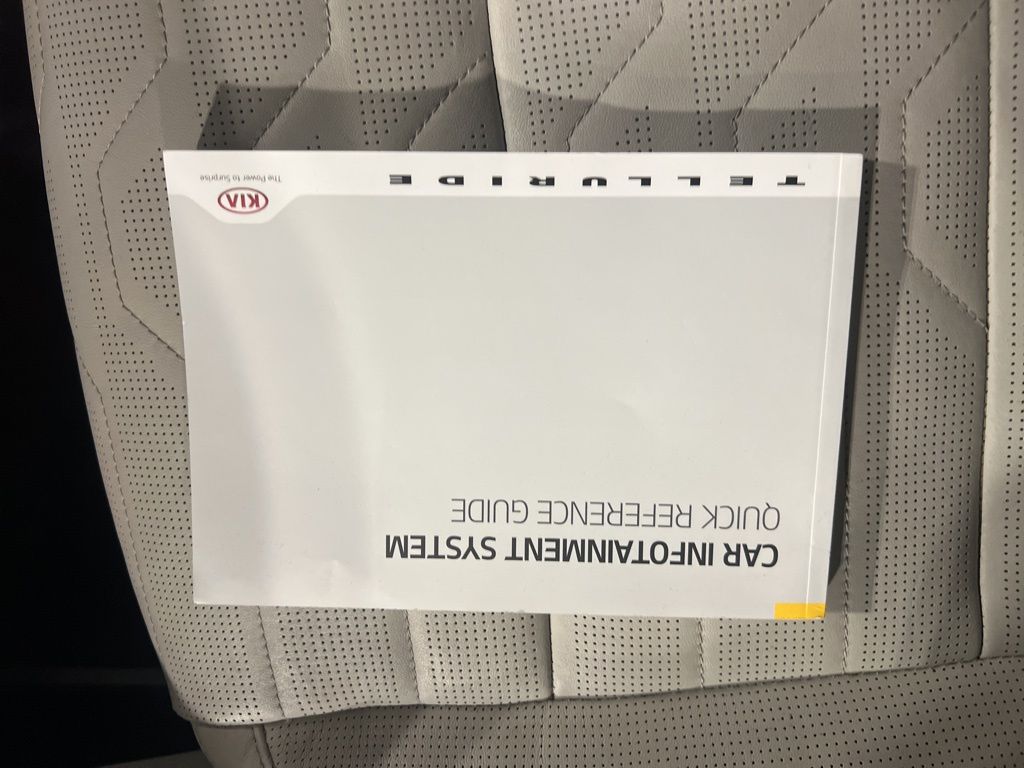 CAR INFOTAINMENT SYSTEM
QUICK REFERENCE GUIDE
TELLURIDE
KIA
The Power to Surprise